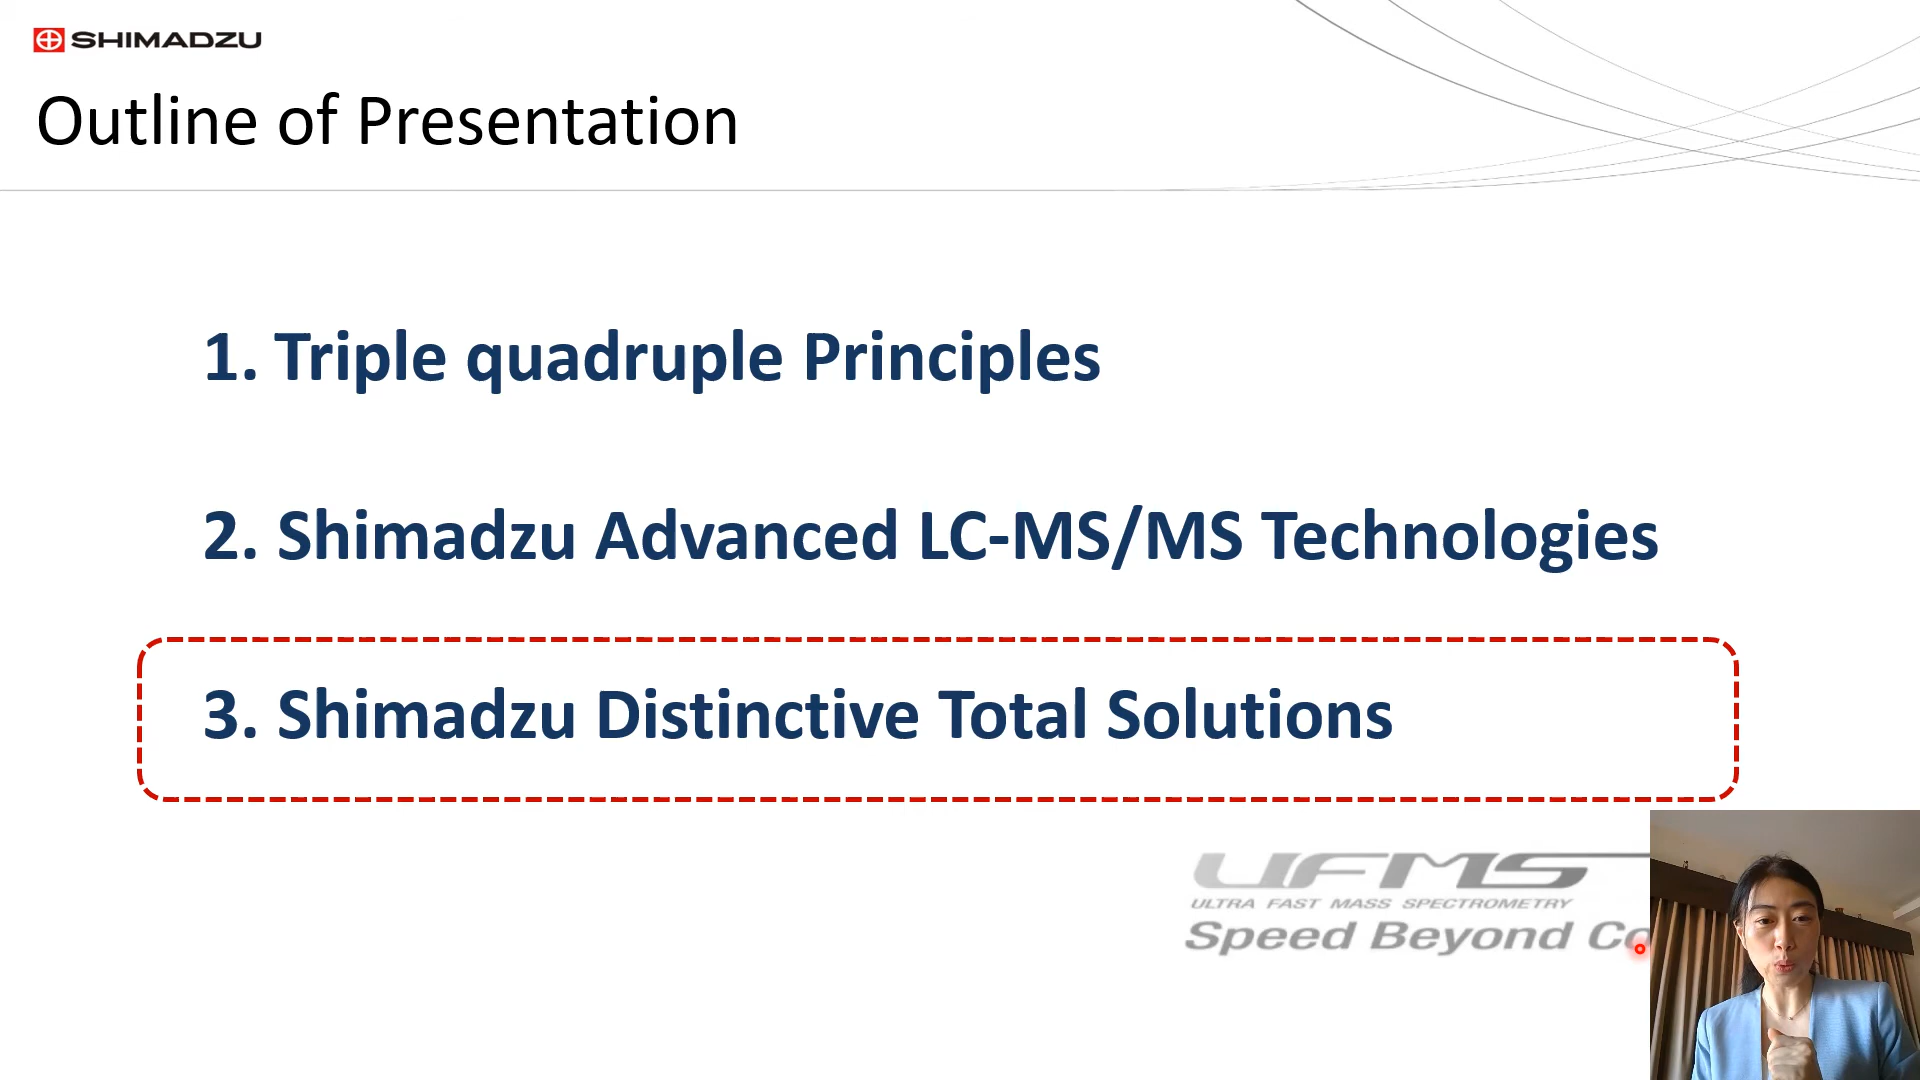 SHIMADZU
Outline of Presentation
1. Triple quadruple Principles
2. Shimadzu Advanced LC-MS/MS Technologies
3. Shimadzu Distinctive Total Solutions
UFMS
ULTRA FAST MASS SPECTROMETRY
Speed Beyond